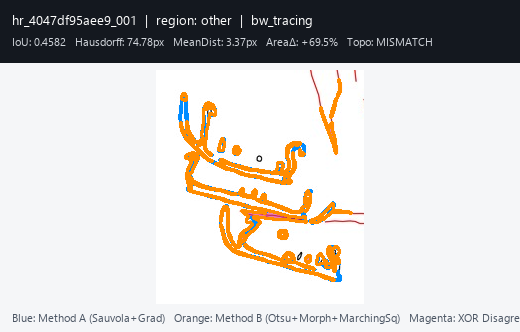 hr_4047df95aee9_001 | region: other | bw_tracing
IoU: 0.4582 Hausdorff: 74.78px MeanDist: 3.37px AreaΔ: +69.5% Topo: MISMATCH
Blue: Method A (Sauvola+Grad) Orange: Method B (Otsu+Morph+MarchingSq) Magenta: XOR Disagre